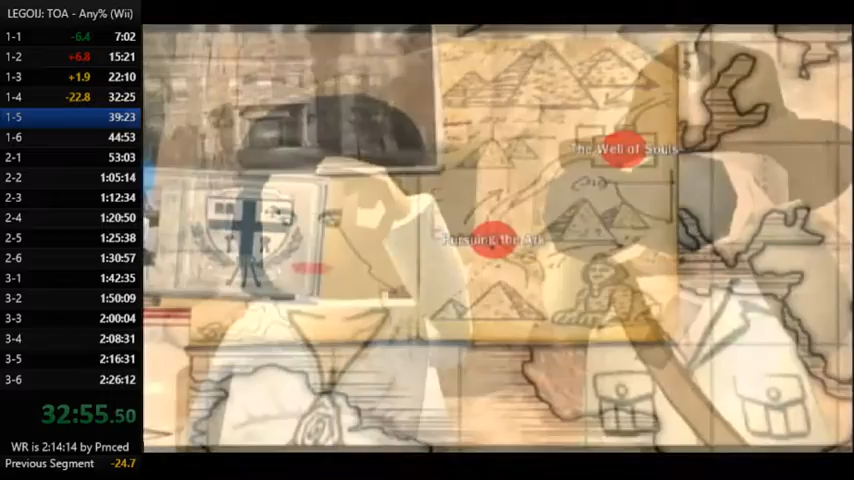 LEGOIJ: TOA - Any% (Wii)
1-1 -6.4 7:02
1-2 +6.8 15:21
1-3 +1.9 22:10
1-4 -22.8 32:25
1-5 39:23
1-6 44:53
2-1 53:03
2-2 1:05:14
2-3 1:12:34
2-4 1:20:50
2-5 1:25:38
2-6 1:30:57
3-1 1:42:35
3-2 1:50:09
3-3 2:00:04
3-4 2:08:31
3-5 2:16:31
3-6 2:26:12
32:55.50
WR is 2:14:14 by Prnced
Previous Segment -24.7
The Well of Souls
Pursuing the Ark